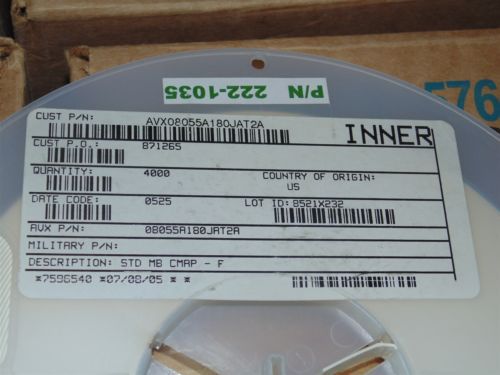 P/N 222-1035
576
CUST P/N: AVX08055A180JAT2A
INNER
CUST P.O.: 871265
QUANTITY: 4000
COUNTRY OF ORIGIN: US
DATE CODE: 0525
LOT ID: 8521X232
AVX P/N: 08055A180JAT2A
MILITARY P/N:
DESCRIPTION: STD MB CMAP - F
*7596540 *07/08/05 * *